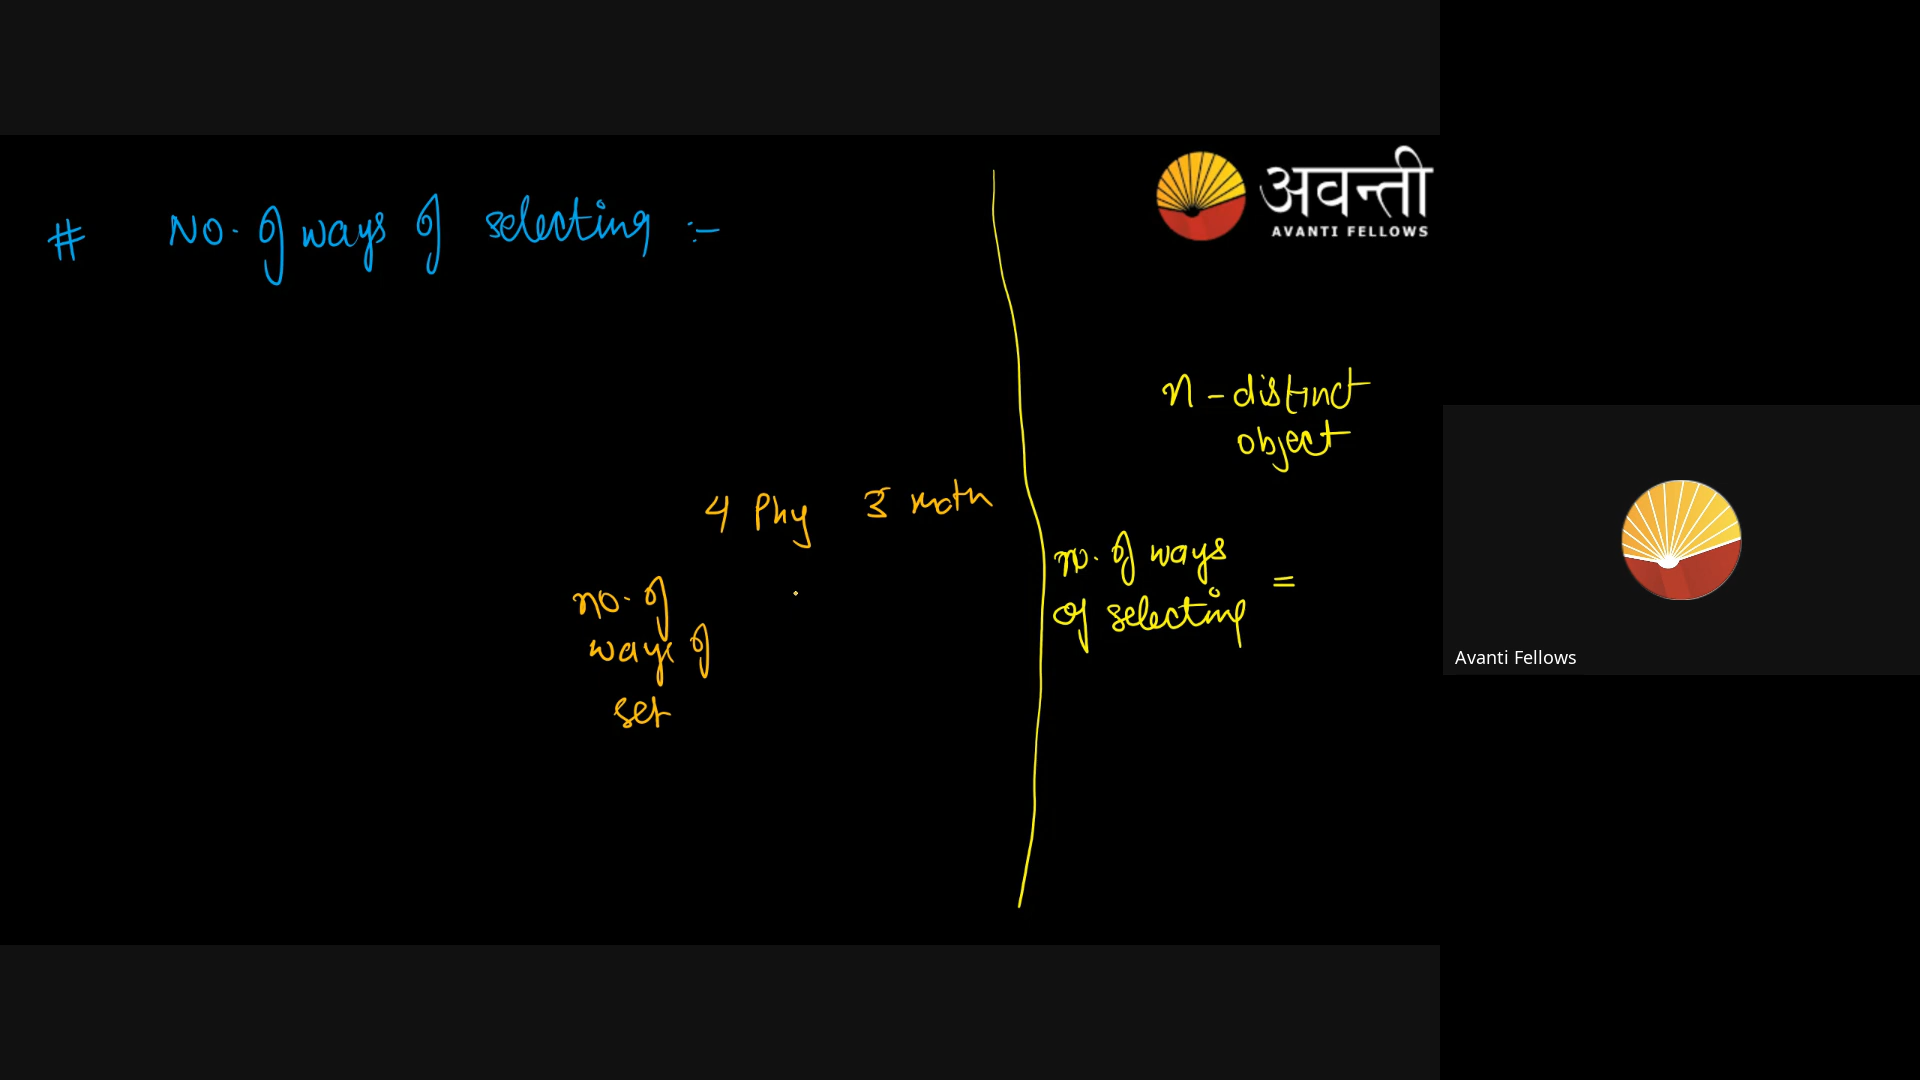 # No. of ways of selecting :-
अवन्ती
AVANTI FELLOWS
n - distinct
object
4 Phy 3 math
no. of ways
of selecting =
no. of
ways of
sel
Avanti Fellows